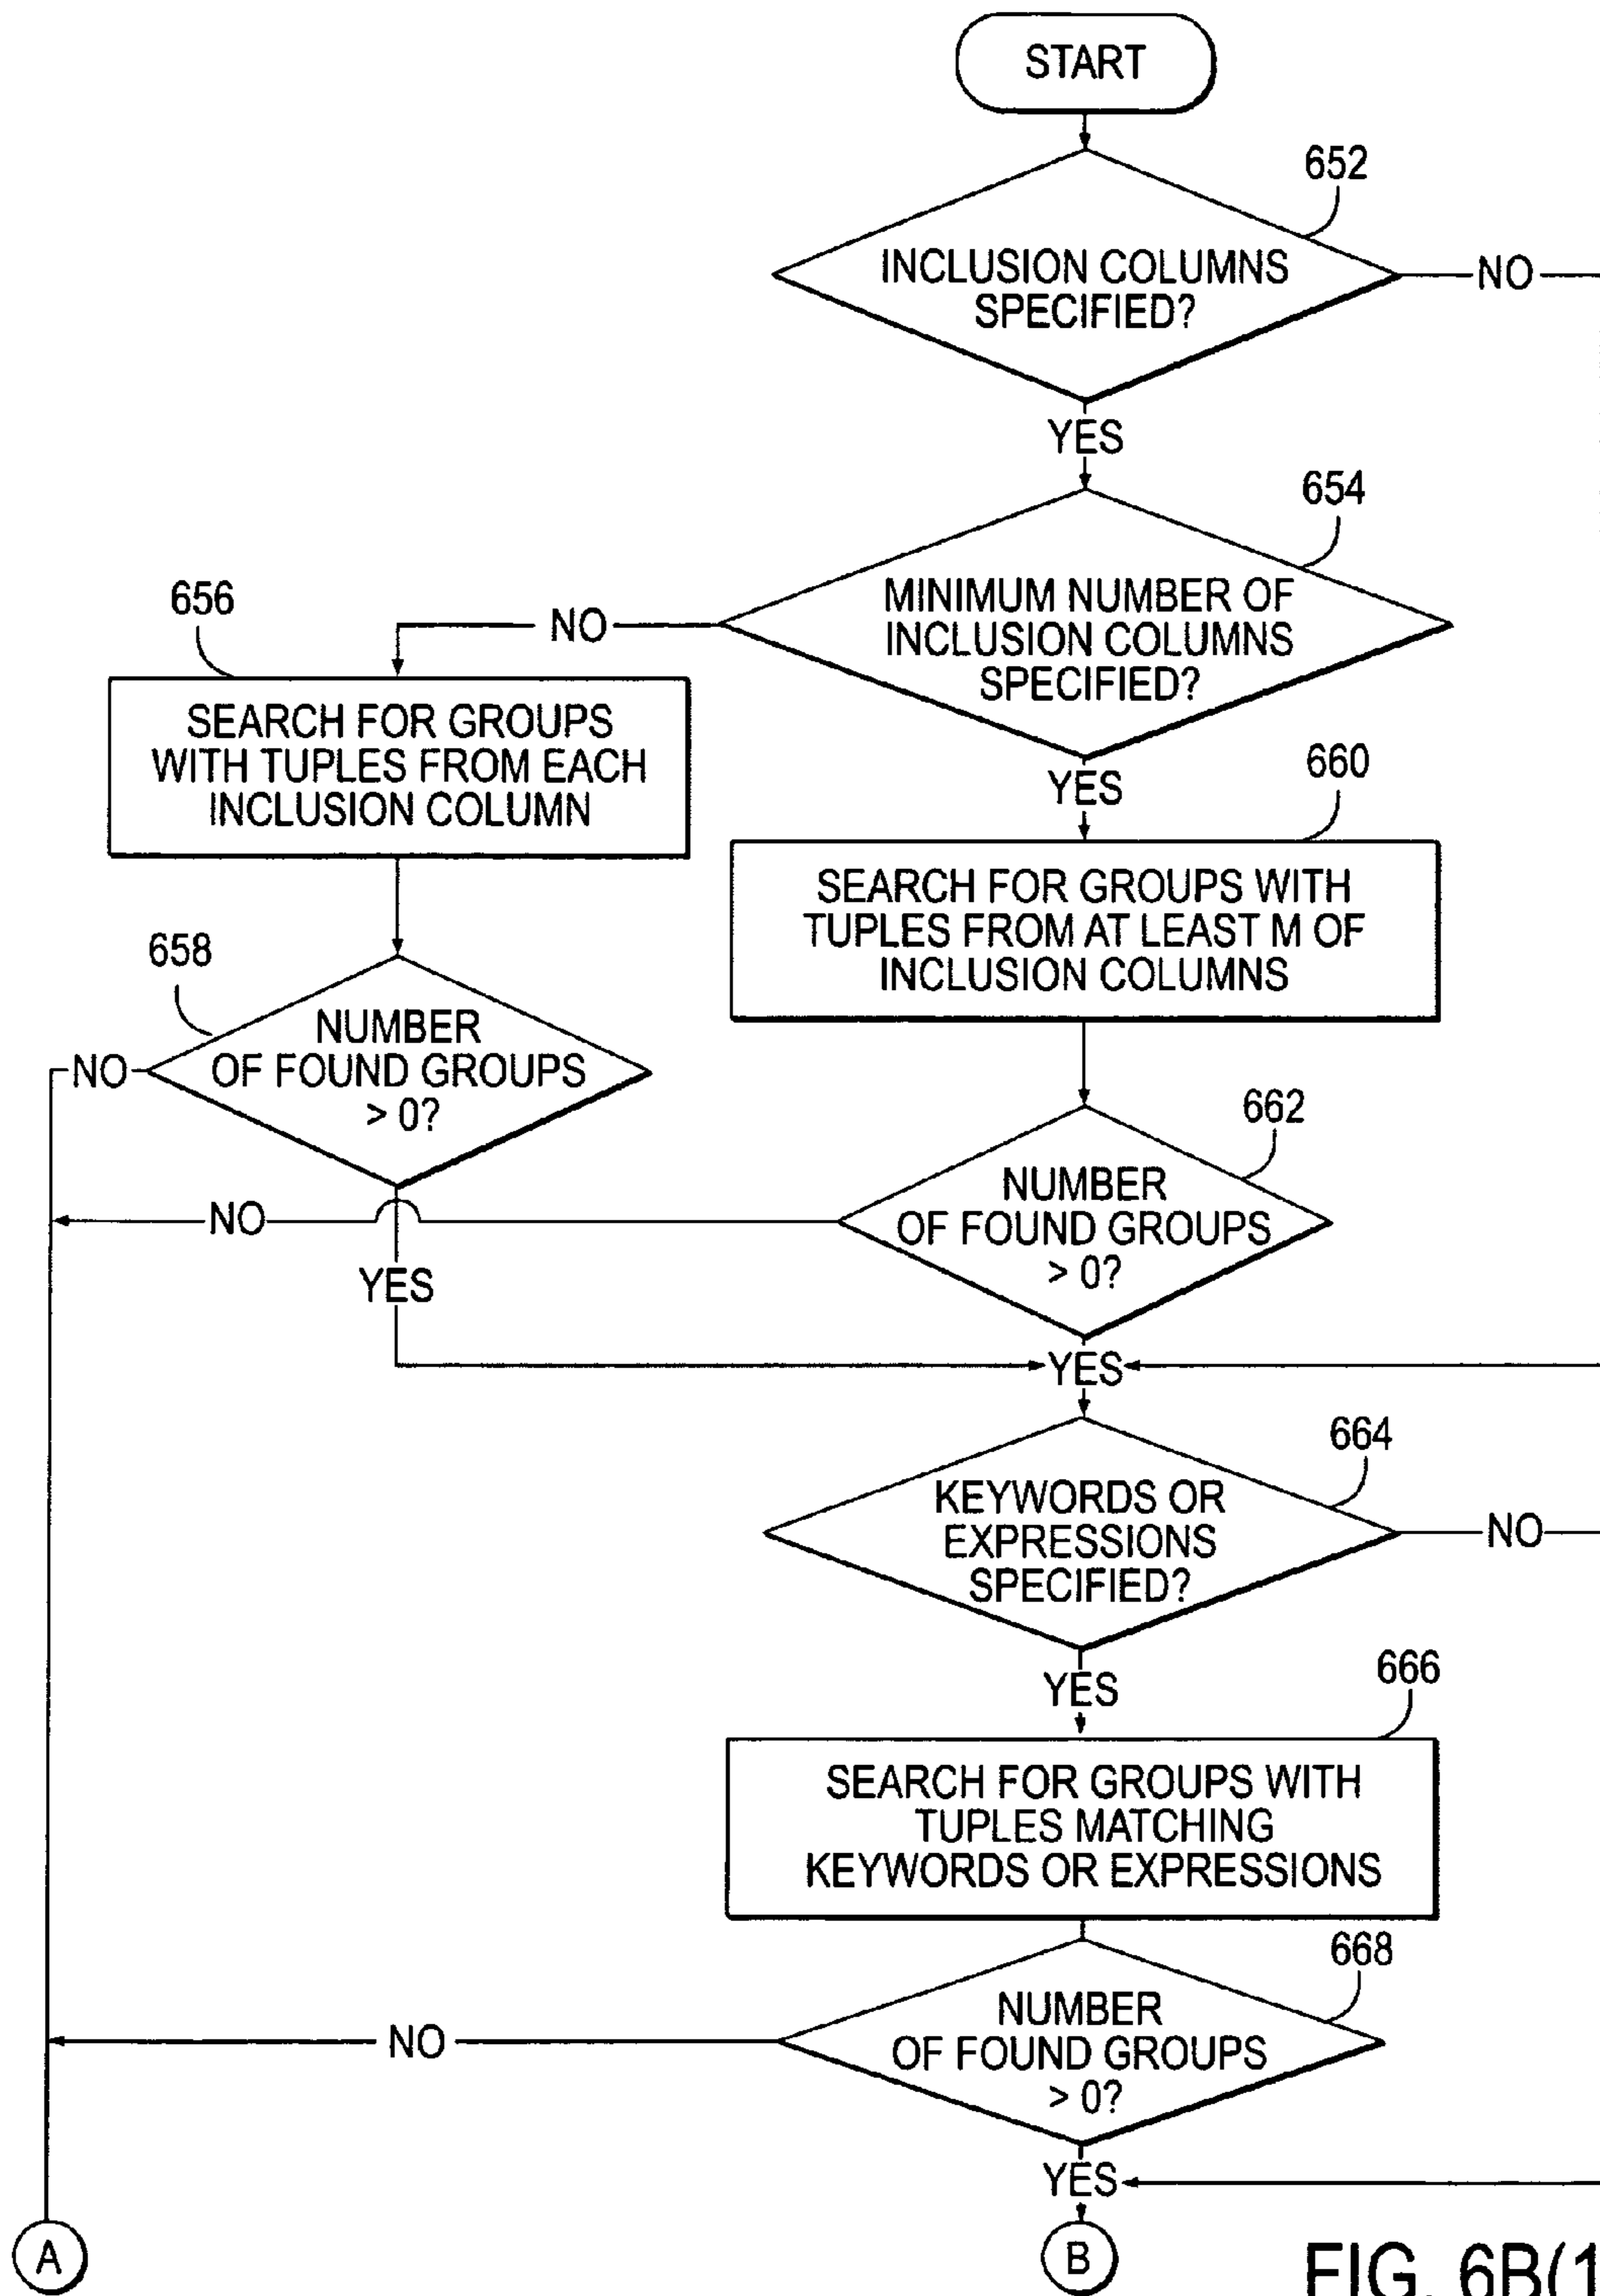 START
652
INCLUSION COLUMNS
SPECIFIED?
NO
YES
654
MINIMUM NUMBER OF
INCLUSION COLUMNS
SPECIFIED?
NO
656
SEARCH FOR GROUPS
WITH TUPLES FROM EACH
INCLUSION COLUMN
YES
660
SEARCH FOR GROUPS WITH
TUPLES FROM AT LEAST M OF
INCLUSION COLUMNS
658
NUMBER
OF FOUND GROUPS
> 0?
NO
662
NUMBER
OF FOUND GROUPS
> 0?
NO
YES
YES
664
KEYWORDS OR
EXPRESSIONS
SPECIFIED?
NO
YES
666
SEARCH FOR GROUPS WITH
TUPLES MATCHING
KEYWORDS OR EXPRESSIONS
668
NUMBER
OF FOUND GROUPS
> 0?
NO
YES
A
B
FIG. 6B(1